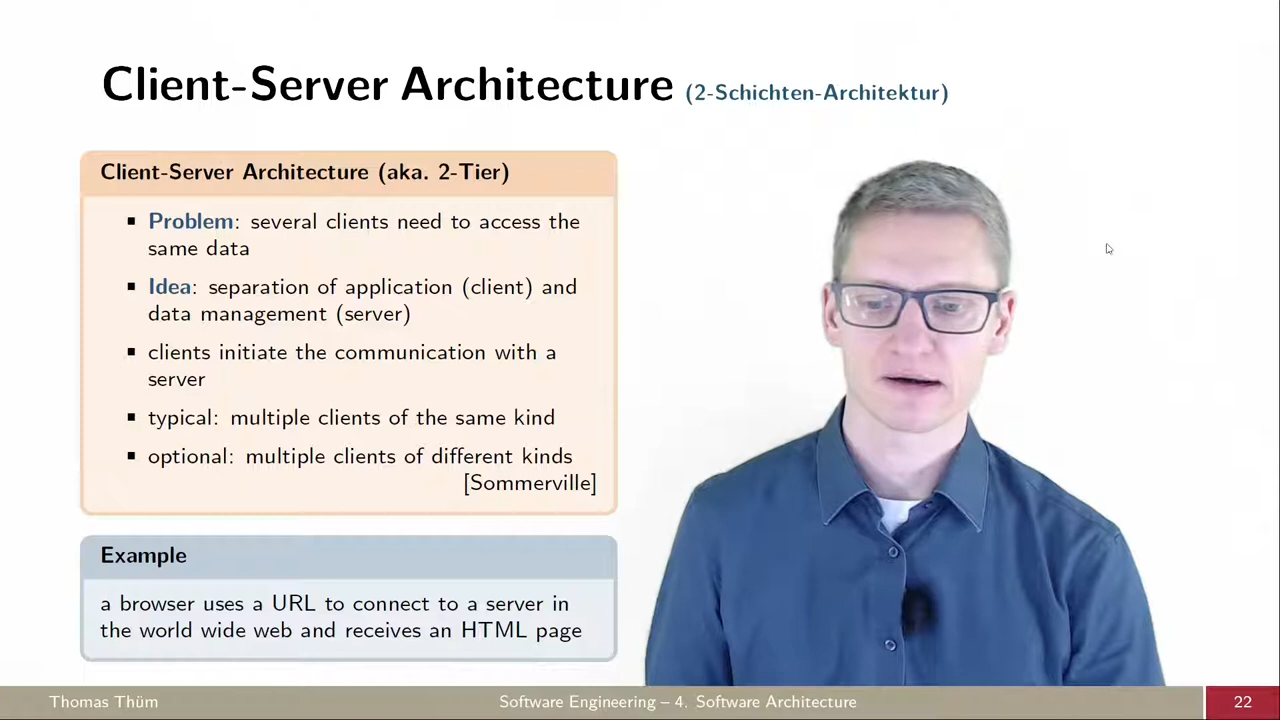 Client-Server Architecture (2-Schichten-Architektur)
Client-Server Architecture (aka. 2-Tier)
▪ Problem: several clients need to access the
same data
▪ Idea: separation of application (client) and
data management (server)
▪ clients initiate the communication with a
server
▪ typical: multiple clients of the same kind
▪ optional: multiple clients of different kinds
[Sommerville]
Example
a browser uses a URL to connect to a server in
the world wide web and receives an HTML page
Thomas Thüm
Software Engineering – 4. Software Architecture
22